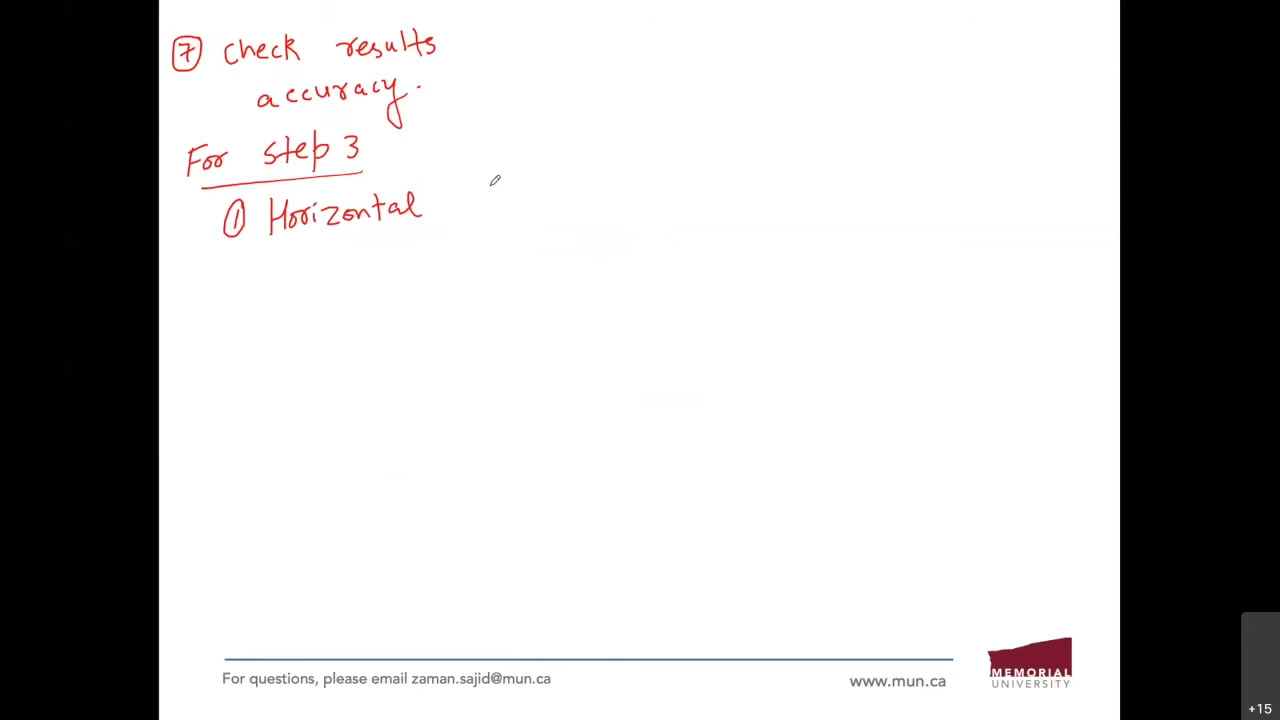 ⑦ check results
accuracy.
For step 3
① Horizontal
For questions, please email zaman.sajid@mun.ca
www.mun.ca
MEMORIAL
UNIVERSITY
+15